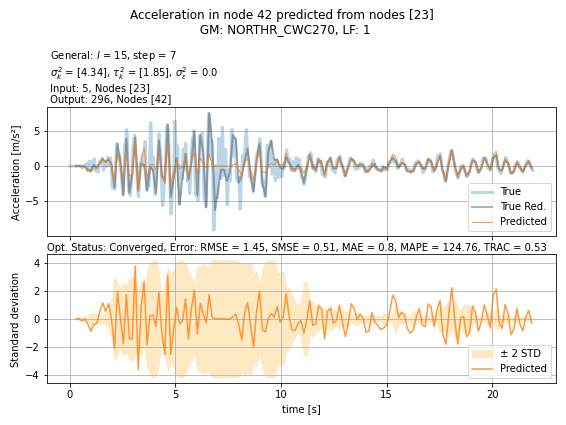 Acceleration in node 42 predicted from nodes [23]
GM: NORTHR_CWC270, LF: 1
General: l = 15, step = 7
σ²ₖ = [4.34], τ²ₖ = [1.85], σ²ε = 0.0
Input: 5, Nodes [23]
Output: 296, Nodes [42]
Acceleration [m/s²]
5
0
−5
True
True Red.
Predicted
Opt. Status: Converged, Error: RMSE = 1.45, SMSE = 0.51, MAE = 0.8, MAPE = 124.76, TRAC = 0.53
Standard deviation
4
2
0
−2
−4
± 2 STD
Predicted
0 5 10 15 20
time [s]